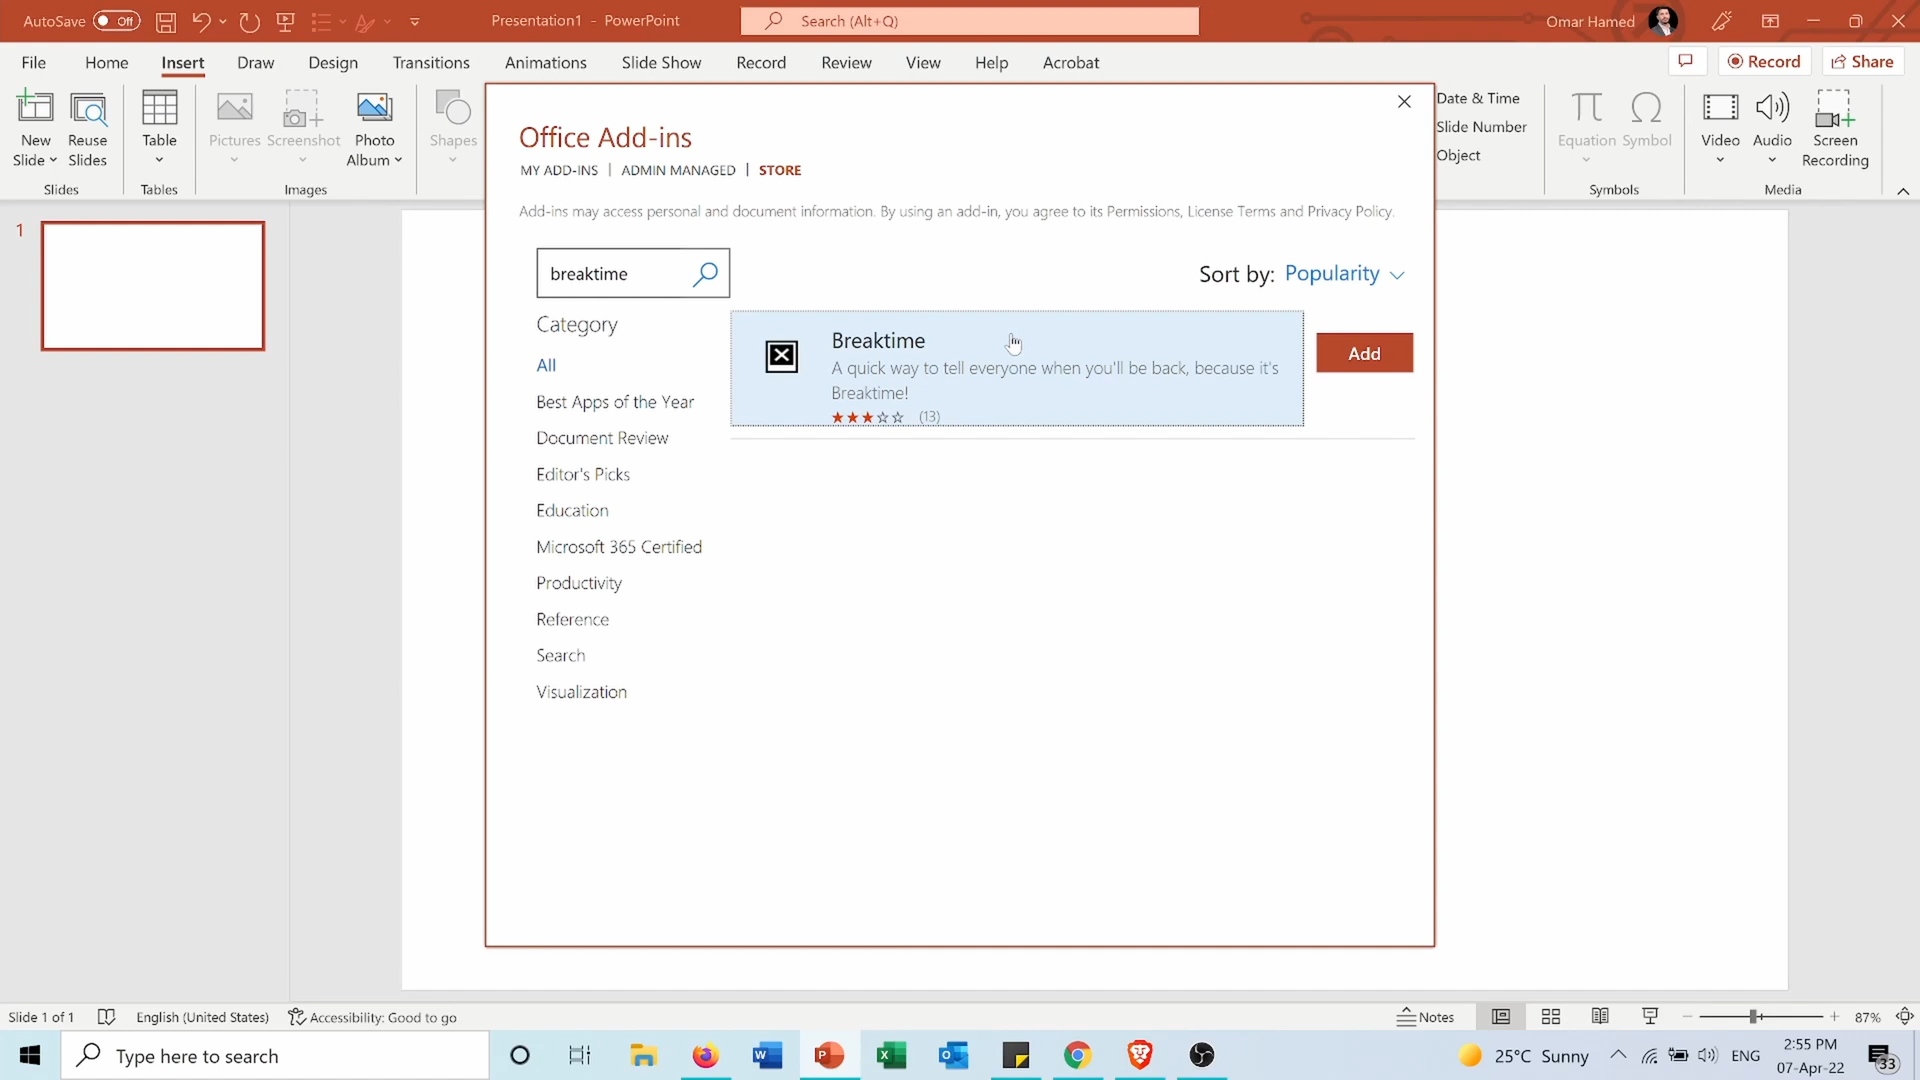 AutoSave Off
Presentation1 - PowerPoint
Search (Alt+Q)
Omar Hamed
File Home Insert Draw Design Transitions Animations Slide Show Record Review View Help Acrobat
Record
Share
New Slide
Reuse Slides
Slides
Table
Tables
Pictures
Screenshot
Photo Album
Images
Shapes
Date & Time
Slide Number
Object
Equation
Symbol
Symbols
Video
Audio
Screen Recording
Media
1
Office Add-ins
MY ADD-INS | ADMIN MANAGED | STORE
Add-ins may access personal and document information. By using an add-in, you agree to its Permissions, License Terms and Privacy Policy.
breaktime
Sort by: Popularity
Category
All
Best Apps of the Year
Document Review
Editor's Picks
Education
Microsoft 365 Certified
Productivity
Reference
Search
Visualization
Breaktime
A quick way to tell everyone when you'll be back, because it's
Breaktime!
(13)
Add
Slide 1 of 1
English (United States)
Accessibility: Good to go
Notes
87%
Type here to search
25°C Sunny
ENG
2:55 PM
07-Apr-22
33